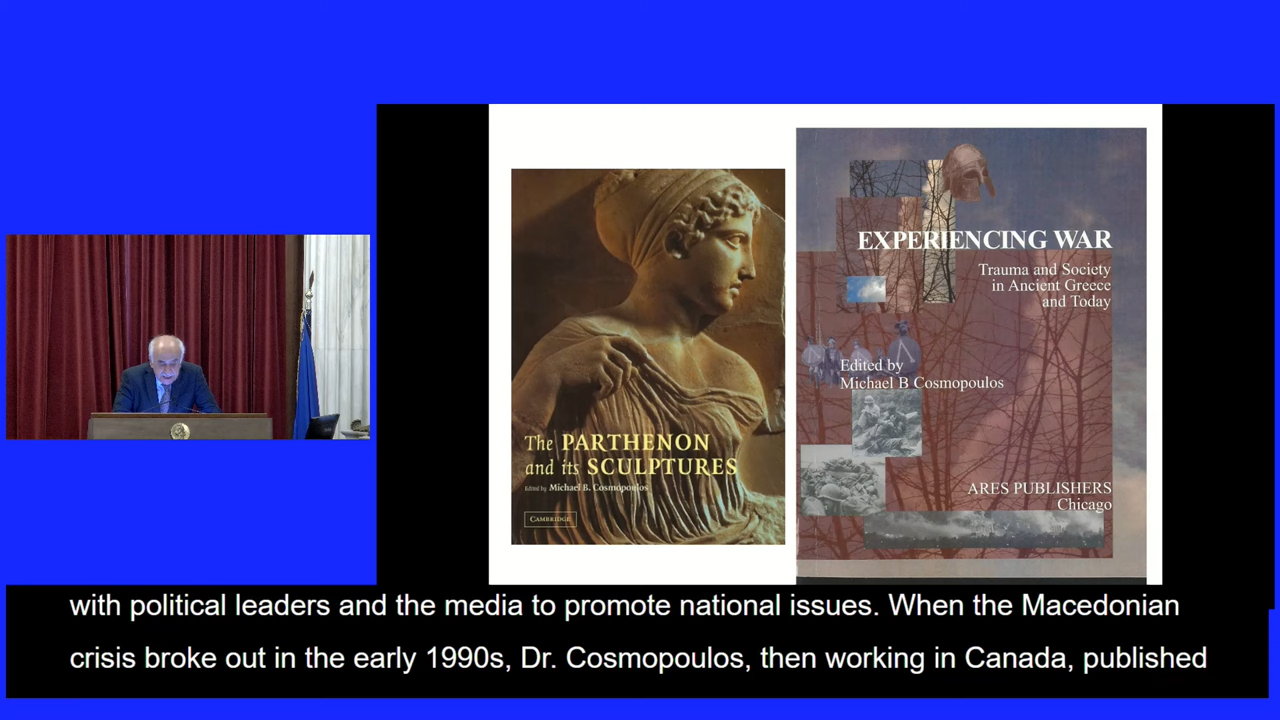 The PARTHENON
and its SCULPTURES
Edited by Michael B. Cosmopoulos
CAMBRIDGE
EXPERIENCING WAR
Trauma and Society
in Ancient Greece
and Today
Edited by
Michael B Cosmopoulos
ARES PUBLISHERS
Chicago
with political leaders and the media to promote national issues. When the Macedonian
crisis broke out in the early 1990s, Dr. Cosmopoulos, then working in Canada, published